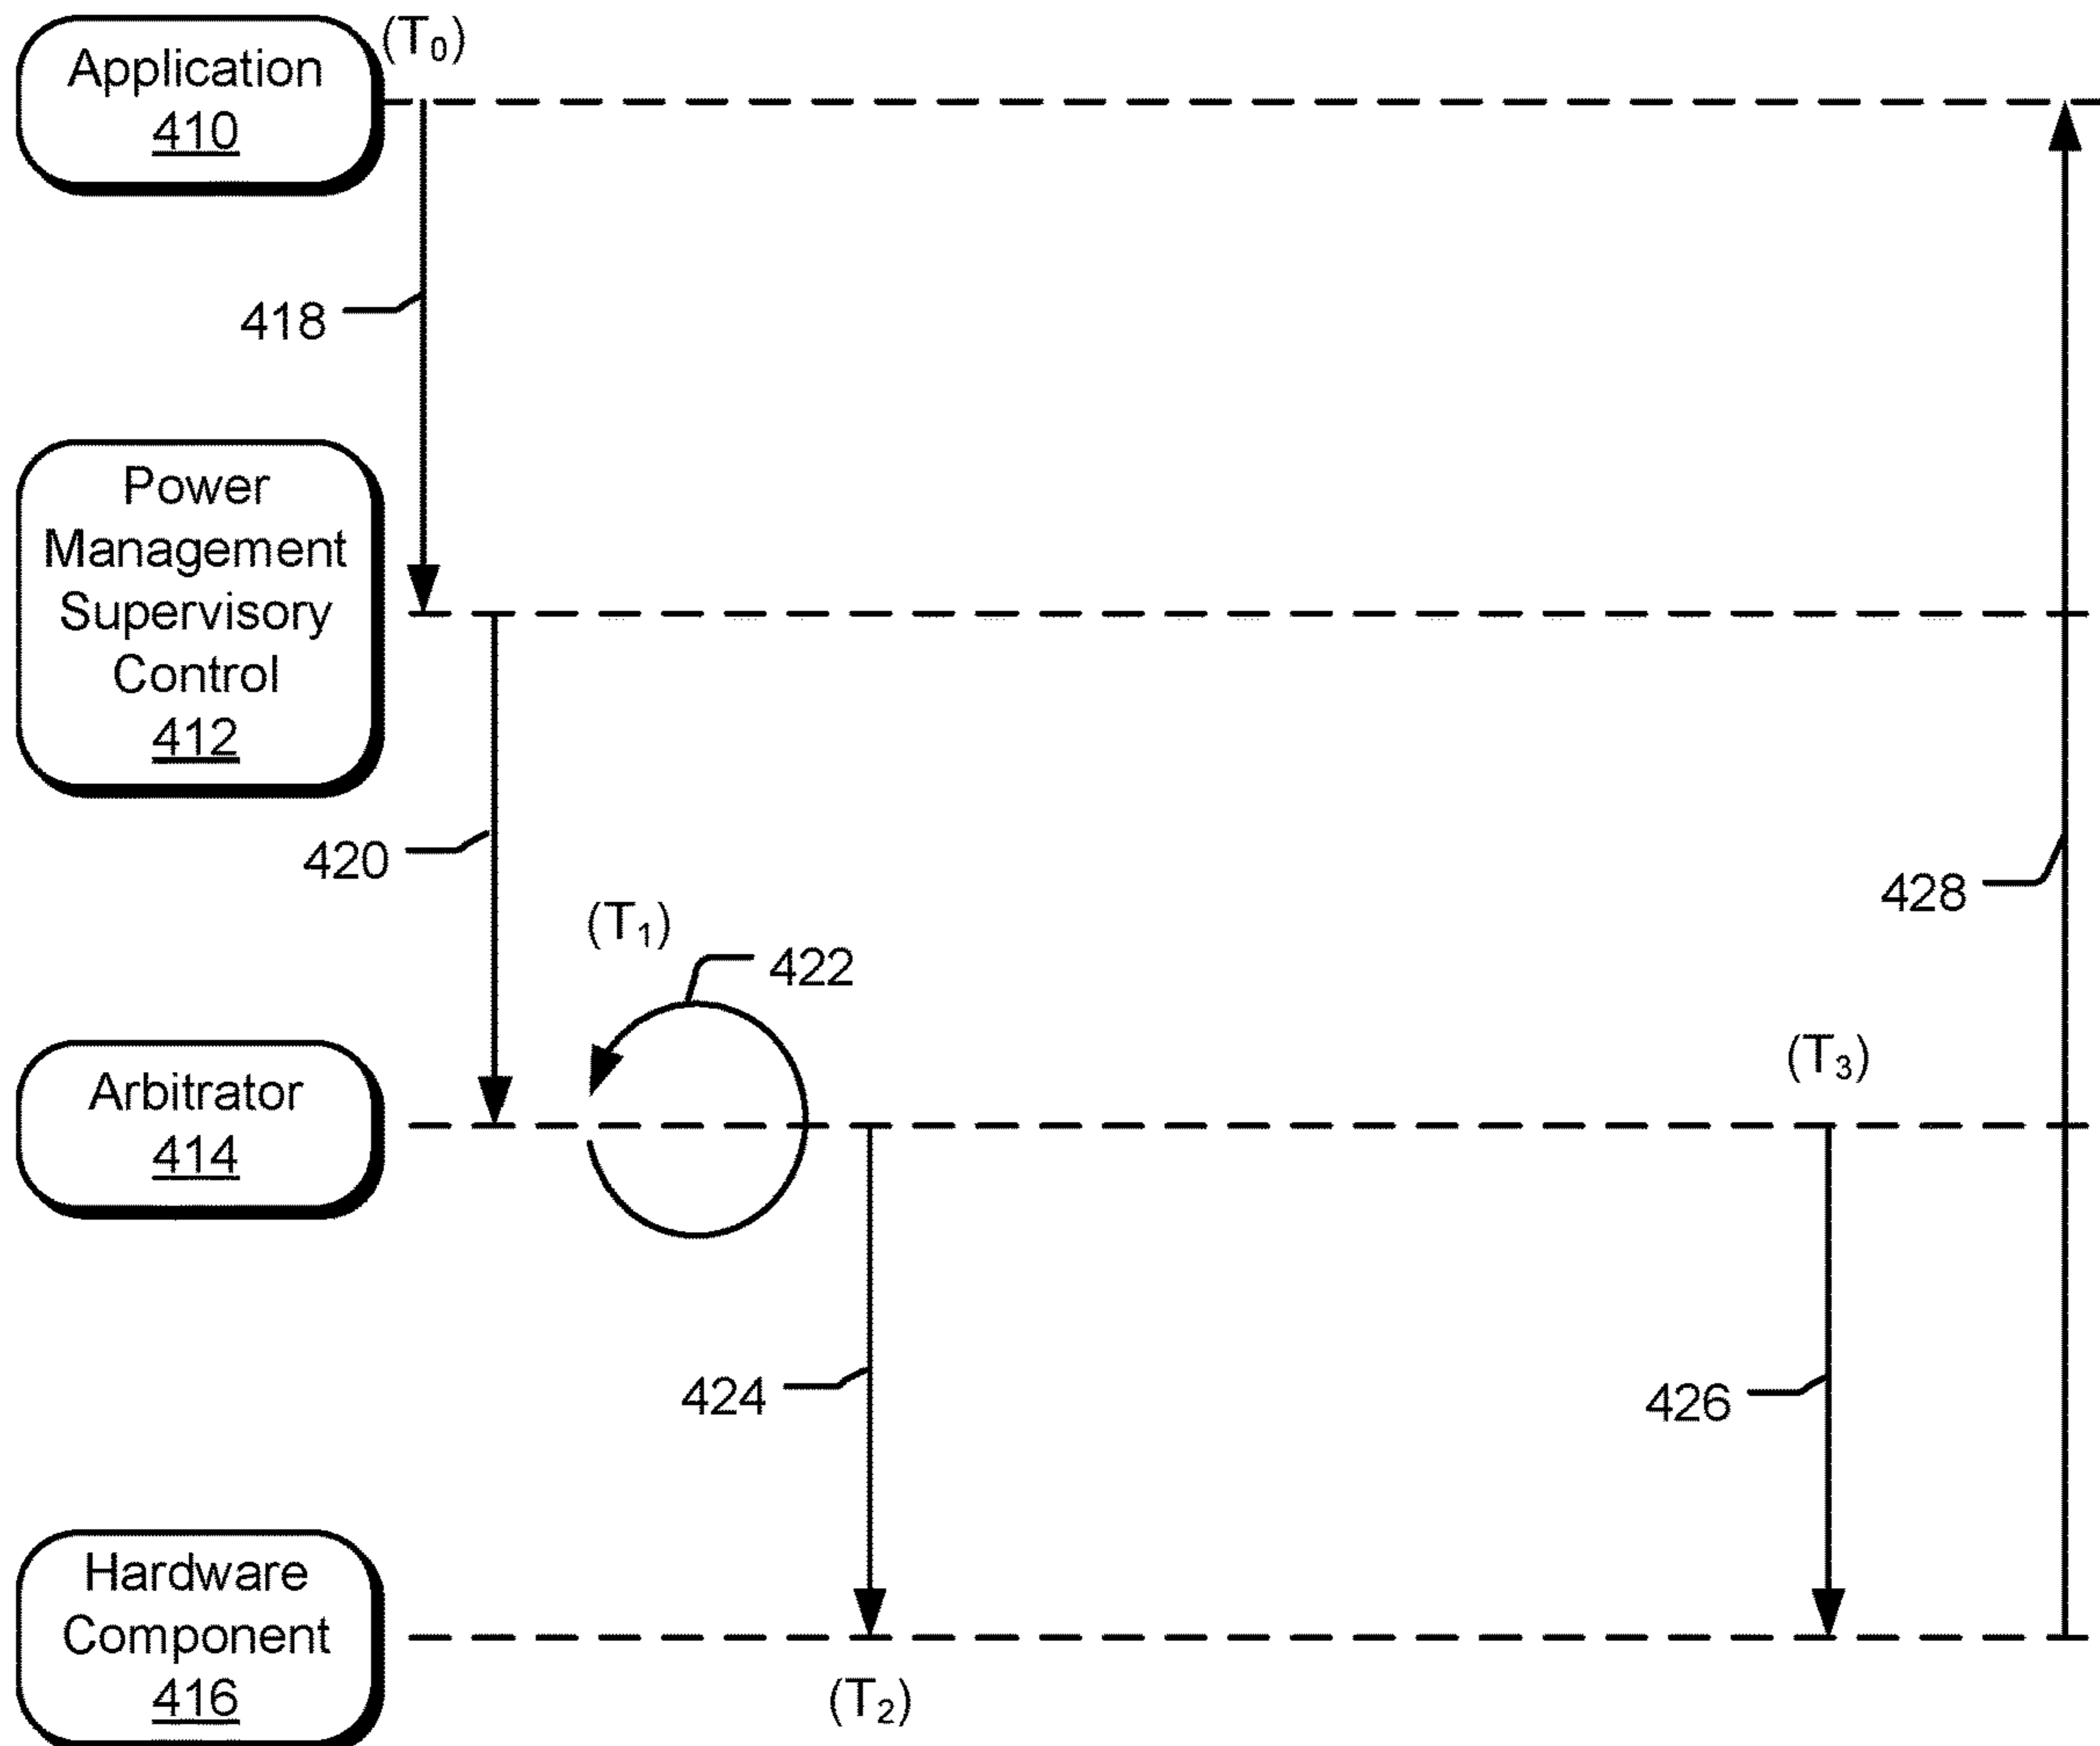 Application
410
(T₀)
418
Power
Management
Supervisory
Control
412
420
428
(T₁)
422
Arbitrator
414
(T₃)
424
426
Hardware
Component
416
(T₂)